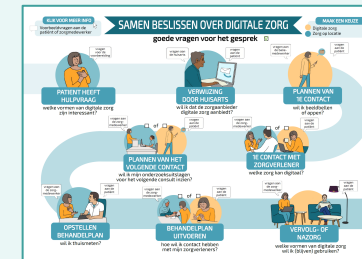 KLIK VOOR MEER INFO
Voorbeeldvragen aan de
patiënt of zorgmedewerker
SAMEN BESLISSEN OVER DIGITALE ZORG
goede vragen voor het gesprek
MAAK EEN KEUZE
Digitale zorg
Zorg op locatie
PATIENT HEEFT
HULPVRAAG
welke vormen van digitale zorg
zijn interessant?
VERWIJZING
DOOR HUISARTS
wil ik dat de zorgaanbieder
digitale zorg aanbiedt?
PLANNEN VAN
1E CONTACT
wil ik beeldbellen
of appen?
of
of
PLANNEN VAN HET
VOLGENDE CONTACT
wil ik mijn onderzoeksuitslagen
voor het volgende consult inzien?
1E CONTACT MET
ZORGVERLENER
welke zorg kan digitaal?
of
OPSTELLEN
BEHANDELPLAN
wil ik thuismeten?
BEHANDELPLAN
UITVOEREN
hoe wil ik contact hebben
met mijn zorgverleners?
VERVOLG- OF
NAZORG
welke vormen van digitale zorg
wil ik (blijven) gebruiken?